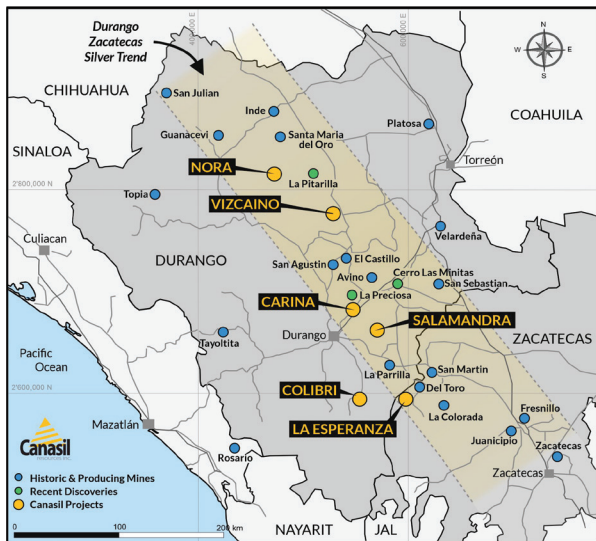 Durango
Zacatecas
Silver Trend
400,000 E
600,000 E
N
W
E
S
CHIHUAHUA
San Julian
COAHUILA
Inde
Platosa
Guanacevi
Santa Maria
del Oro
SINALOA
Torreón
NORA
La Pitarilla
2'800,000 N
Topia
VIZCAINO
Velardeña
Culiacan
DURANGO
El Castillo
San Agustin
Avino
Cerro Las Minitas
San Sebastian
La Preciosa
CARINA
SALAMANDRA
Tayoltita
Durango
ZACATECAS
Pacific
Ocean
La Parrilla
San Martin
COLIBRI
Del Toro
LA ESPERANZA
La Colorada
Mazatlán
Fresnillo
Juanicipio
Canasil
Rosario
Zacatecas
Zacatecas
Historic & Producing Mines
Recent Discoveries
Canasil Projects
NAYARIT
JAL
0
100
200 km